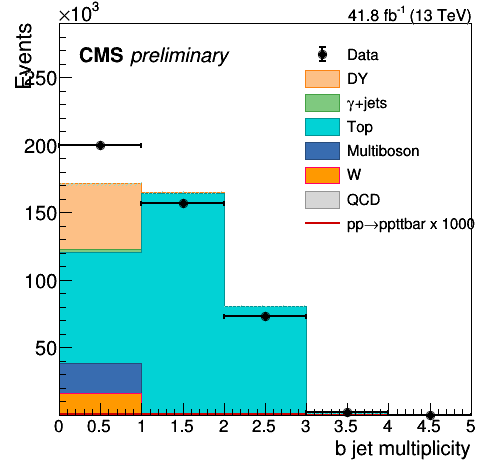 ×10³
41.8 fb⁻¹ (13 TeV)
Events
CMS preliminary
Data
DY
γ+jets
Top
Multiboson
W
QCD
pp→ppttbar x 1000
250
200
150
100
50
0 0.5 1 1.5 2 2.5 3 3.5 4 4.5 5
b jet multiplicity